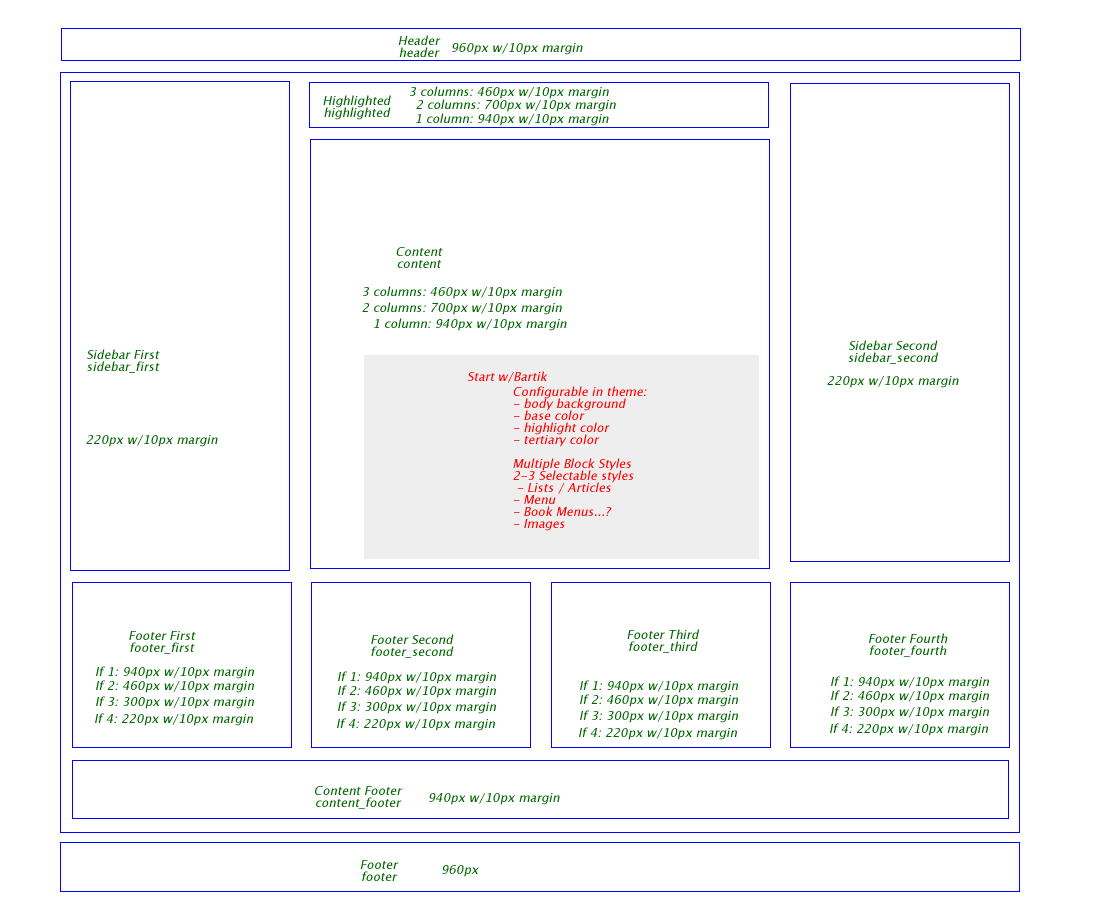 Header
header
960px w/10px margin
Highlighted
highlighted
3 columns: 460px w/10px margin
2 columns: 700px w/10px margin
1 column: 940px w/10px margin
Sidebar First
sidebar_first
220px w/10px margin
Content
content
3 columns: 460px w/10px margin
2 columns: 700px w/10px margin
1 column: 940px w/10px margin
Start w/Bartik
Configurable in theme:
- body background
- base color
- highlight color
- tertiary color
Multiple Block Styles
2-3 Selectable styles
- Lists / Articles
- Menu
- Book Menus...?
- Images
Sidebar Second
sidebar_second
220px w/10px margin
Footer First
footer_first
If 1: 940px w/10px margin
If 2: 460px w/10px margin
If 3: 300px w/10px margin
If 4: 220px w/10px margin
Footer Second
footer_second
If 1: 940px w/10px margin
If 2: 460px w/10px margin
If 3: 300px w/10px margin
If 4: 220px w/10px margin
Footer Third
footer_third
If 1: 940px w/10px margin
If 2: 460px w/10px margin
If 3: 300px w/10px margin
If 4: 220px w/10px margin
Footer Fourth
footer_fourth
If 1: 940px w/10px margin
If 2: 460px w/10px margin
If 3: 300px w/10px margin
If 4: 220px w/10px margin
Content Footer
content_footer
940px w/10px margin
Footer
footer
960px